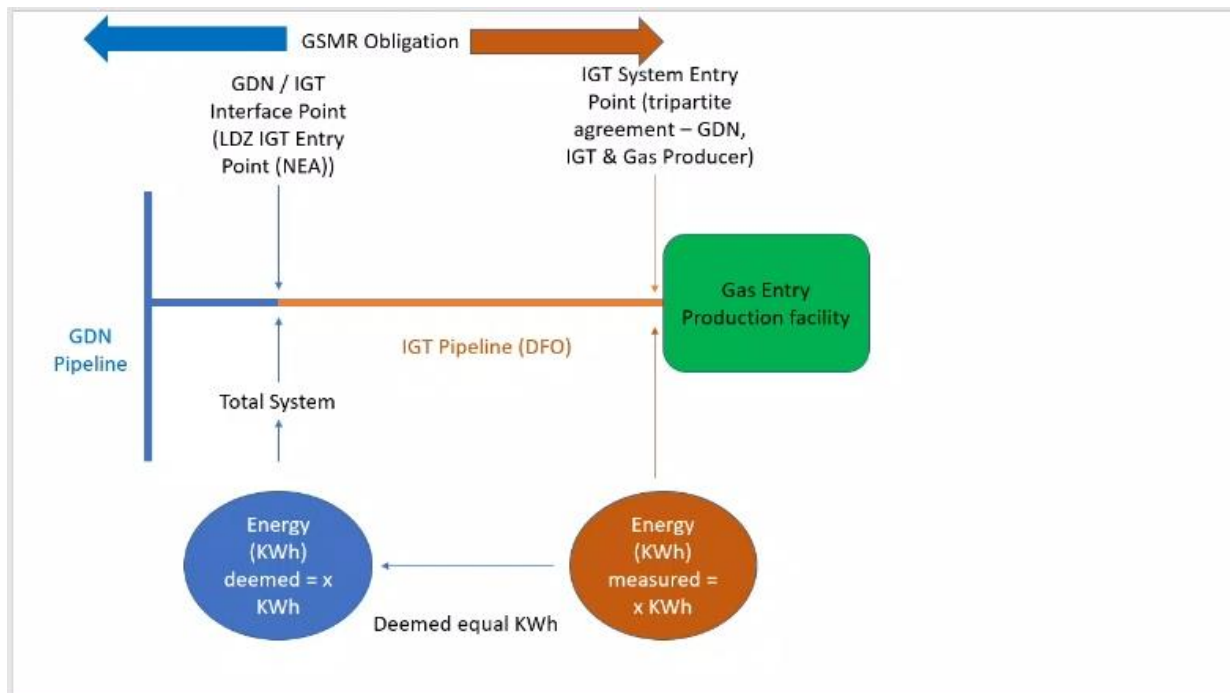 GSMR Obligation
GDN / IGT
Interface Point
(LDZ IGT Entry
Point (NEA))
IGT System Entry
Point (tripartite
agreement – GDN,
IGT & Gas Producer)
Gas Entry
Production facility
GDN
Pipeline
IGT Pipeline (DFO)
Total System
Energy
(KWh)
deemed = x
KWh
Energy
(KWh)
measured =
x KWh
Deemed equal KWh